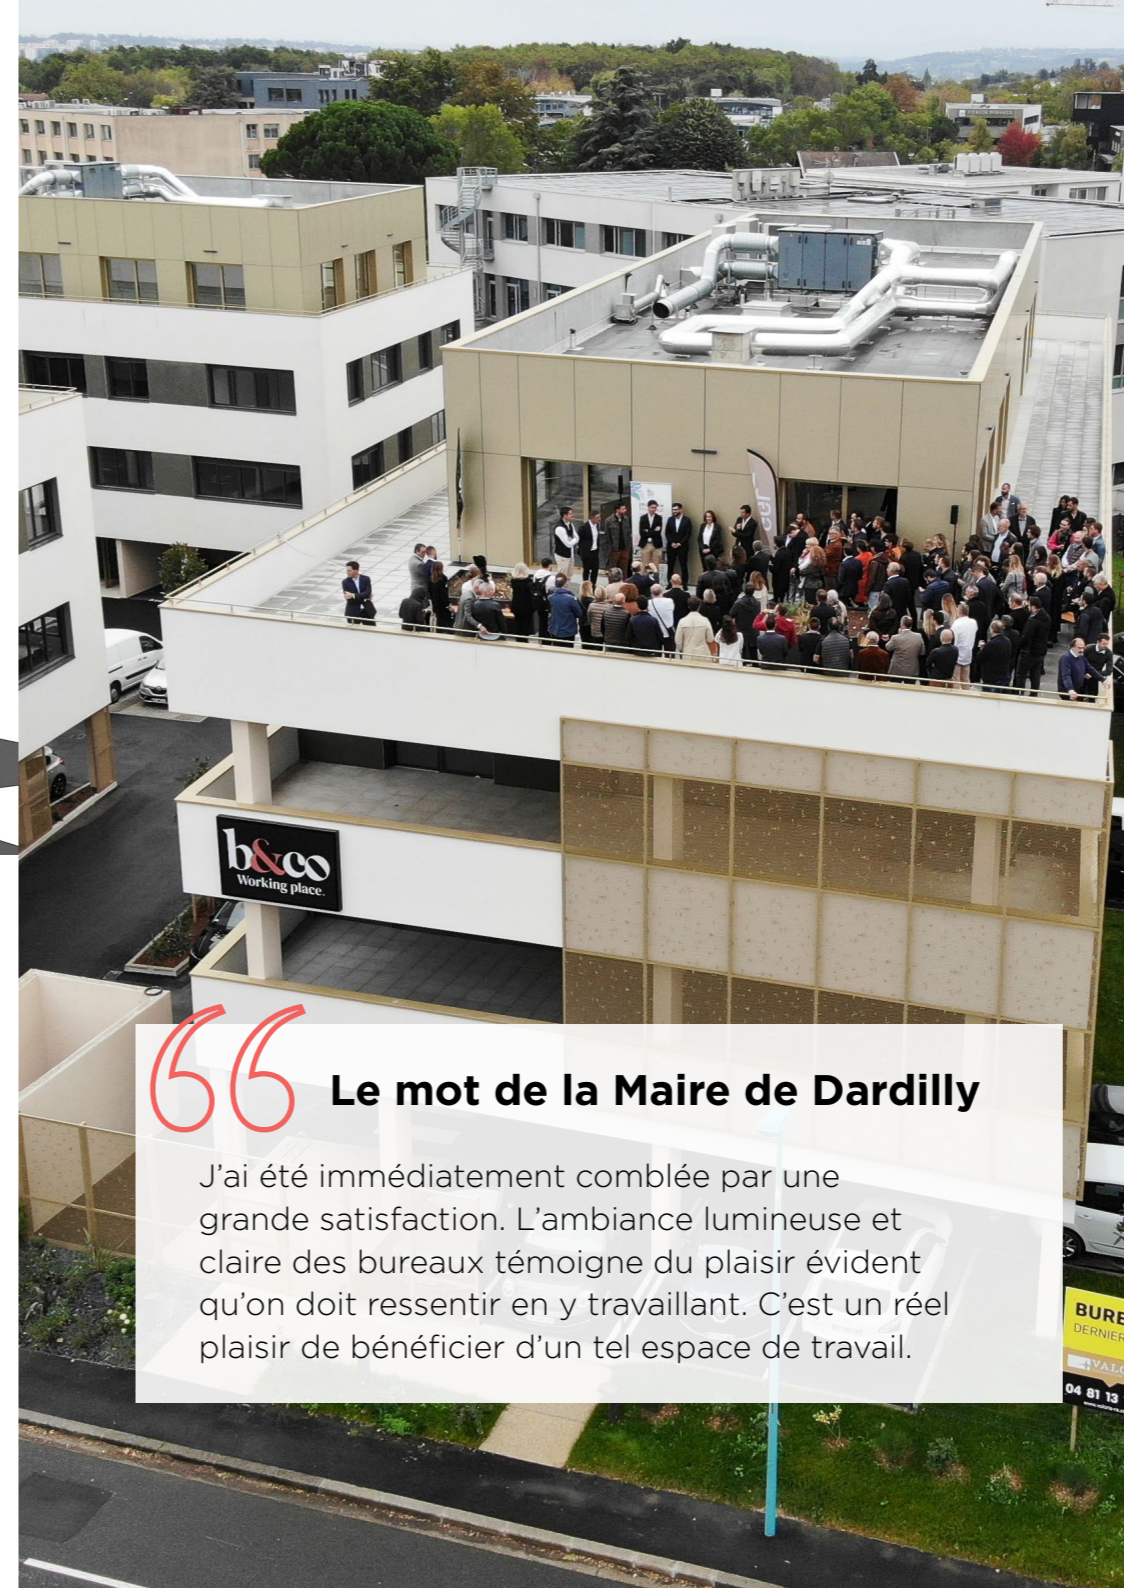 b&co
Working place.
Le mot de la Maire de Dardilly
J'ai été immédiatement comblée par une
grande satisfaction. L'ambiance lumineuse et
claire des bureaux témoigne du plaisir évident
qu'on doit ressentir en y travaillant. C'est un réel
plaisir de bénéficier d'un tel espace de travail.
BURE
DERNIER
VALO
04 81 13